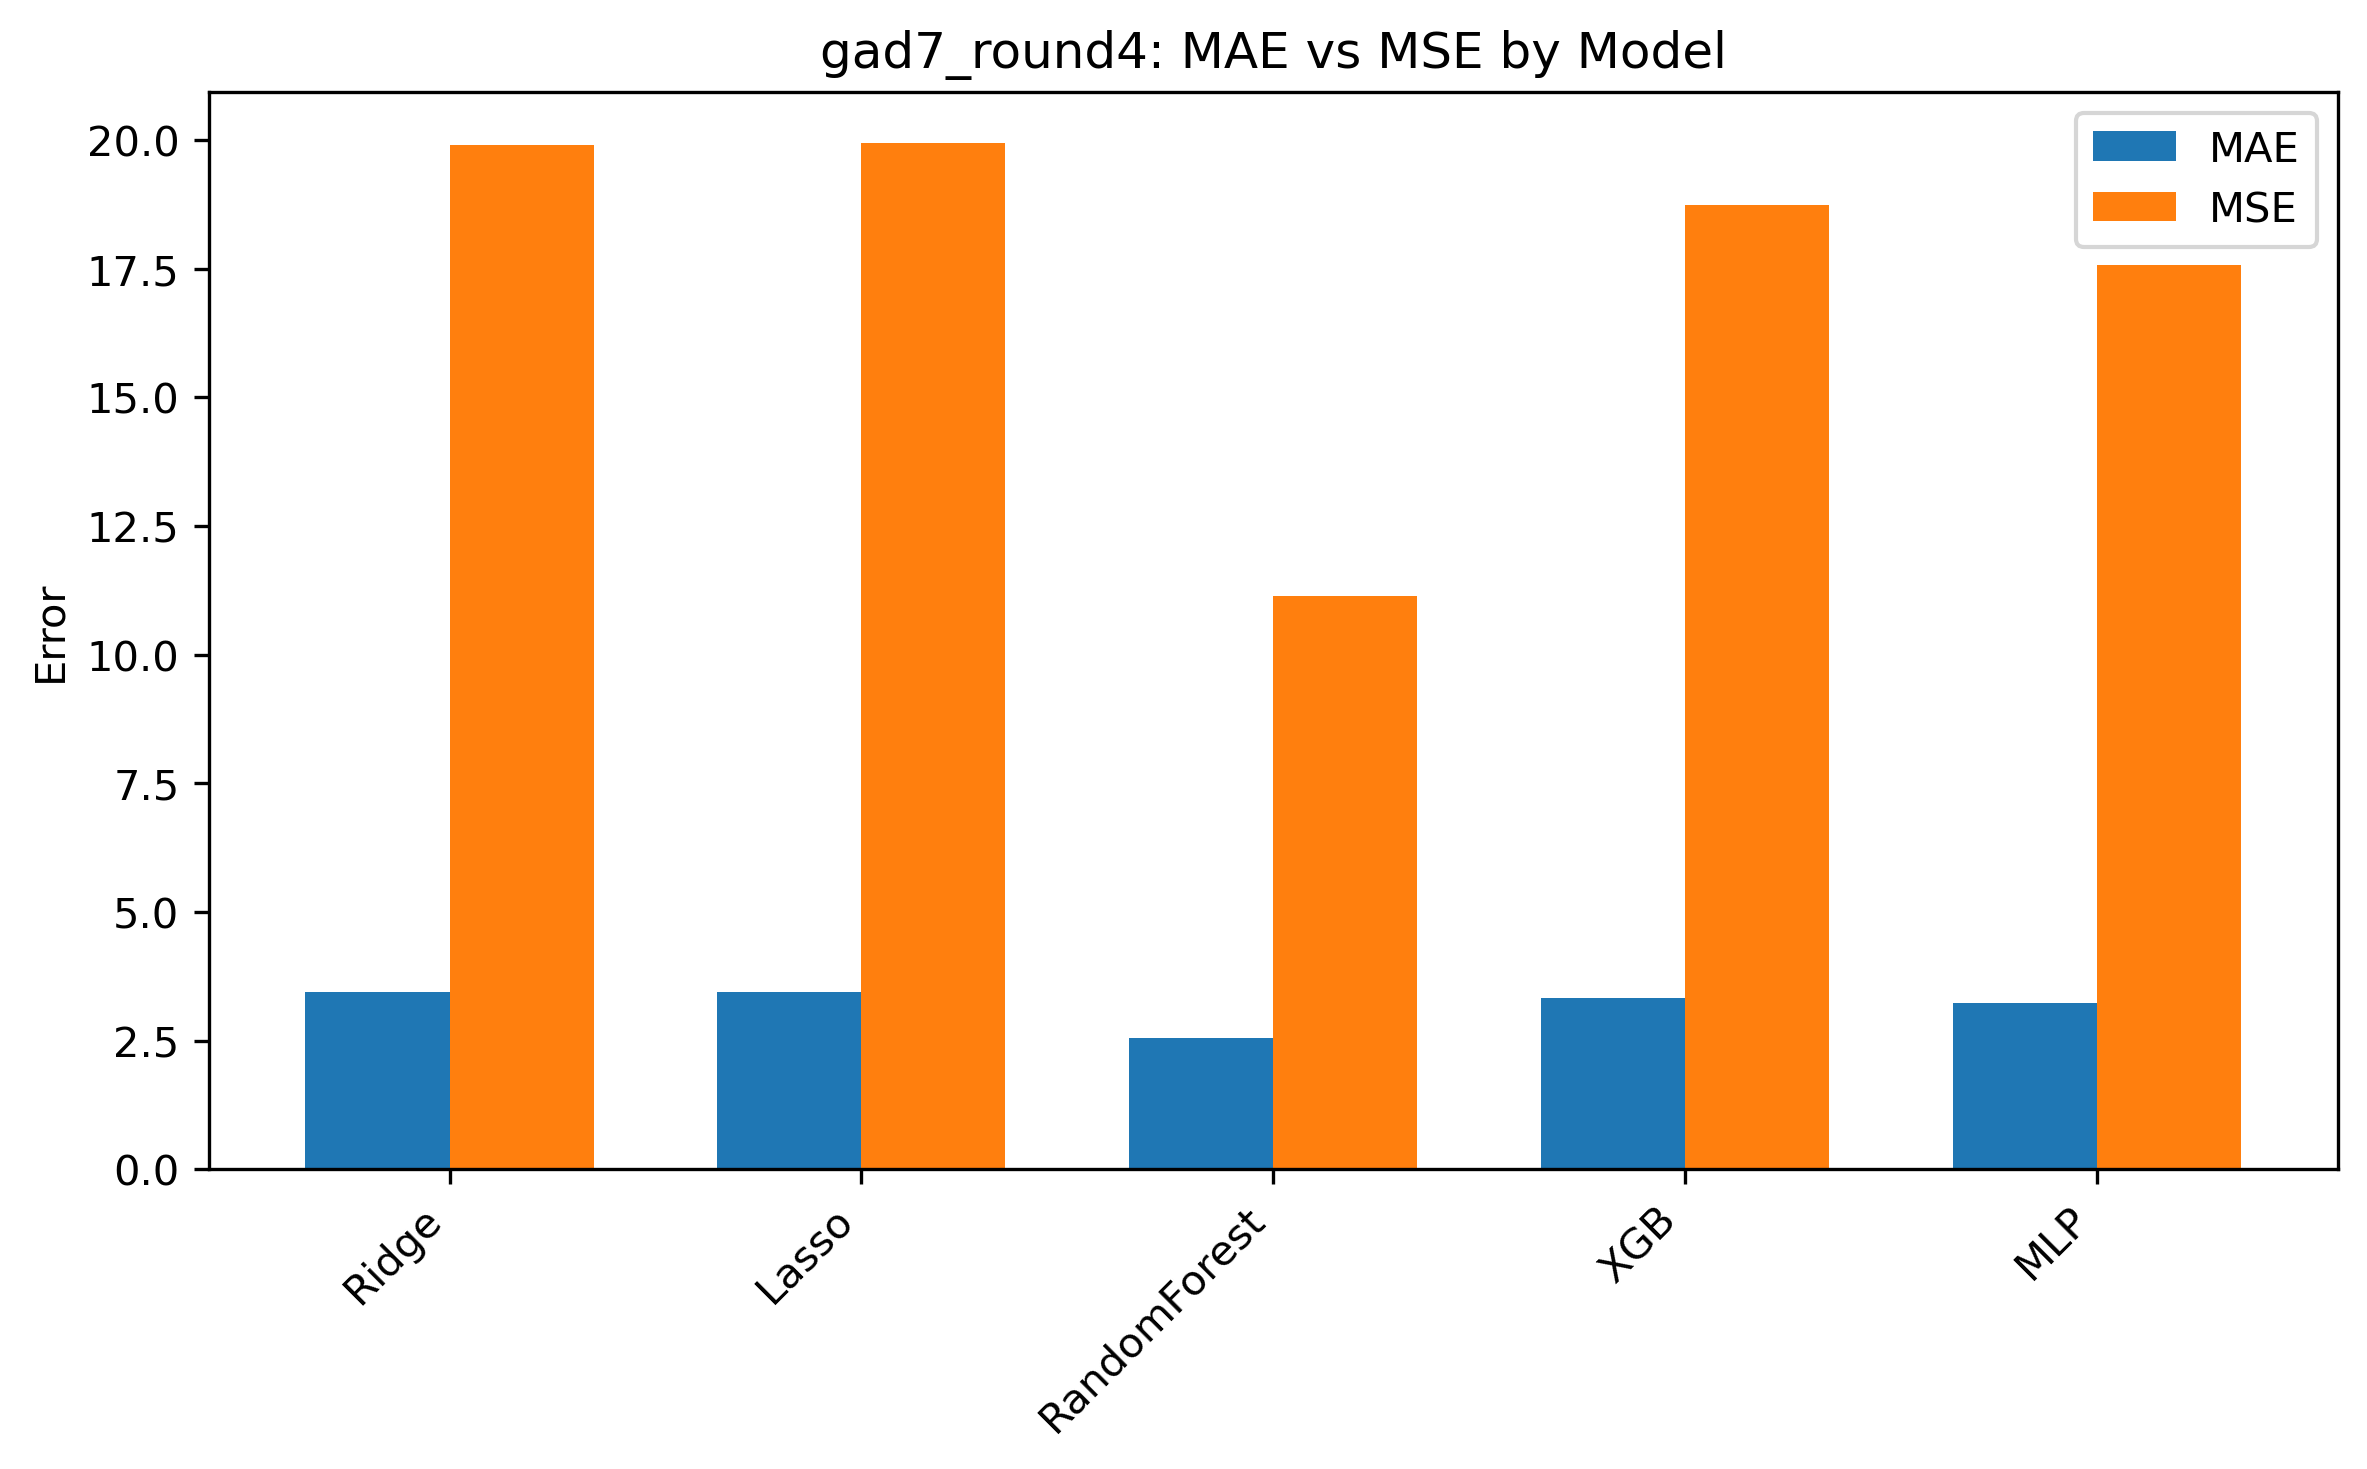 gad7_round4: MAE vs MSE by Model
MAE
MSE
Error
20.0
17.5
15.0
12.5
10.0
7.5
5.0
2.5
0.0
Ridge
Lasso
RandomForest
XGB
MLP